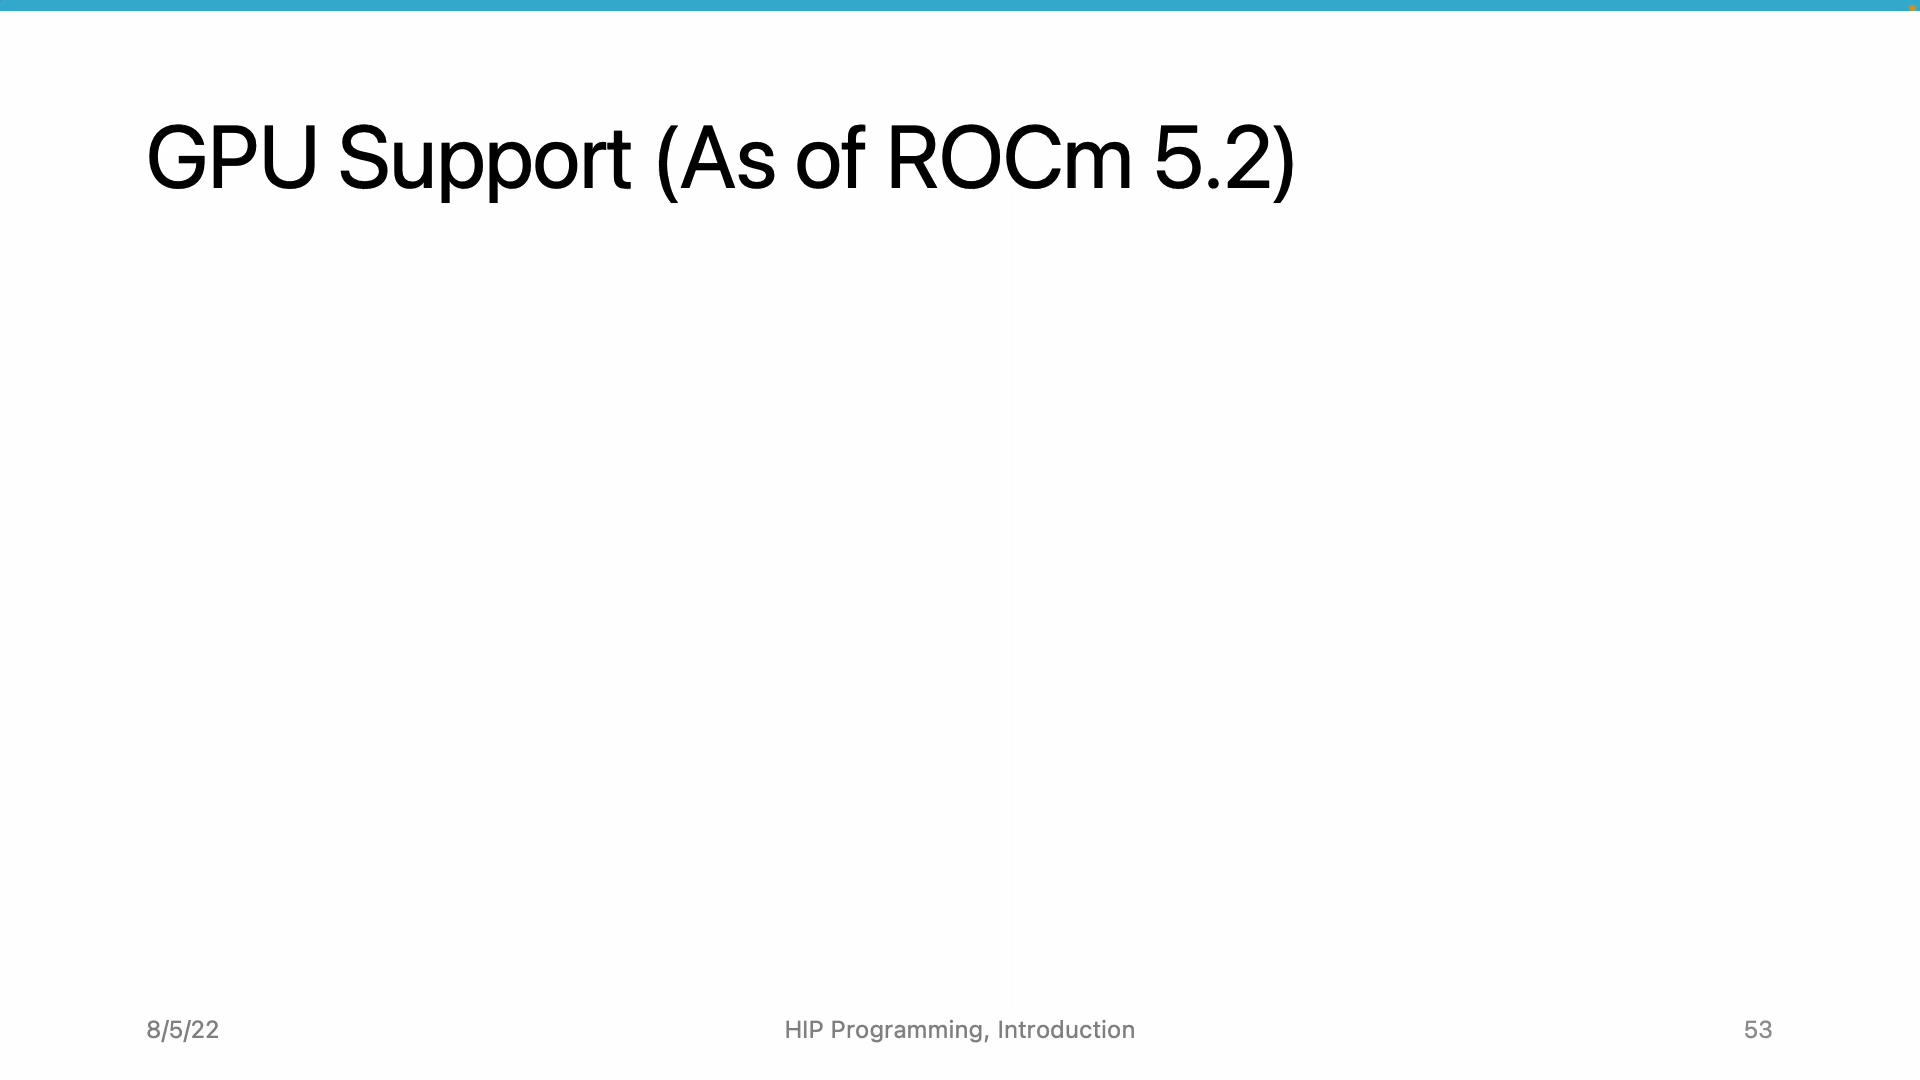 GPU Support (As of ROCm 5.2)
8/5/22
HIP Programming, Introduction
53